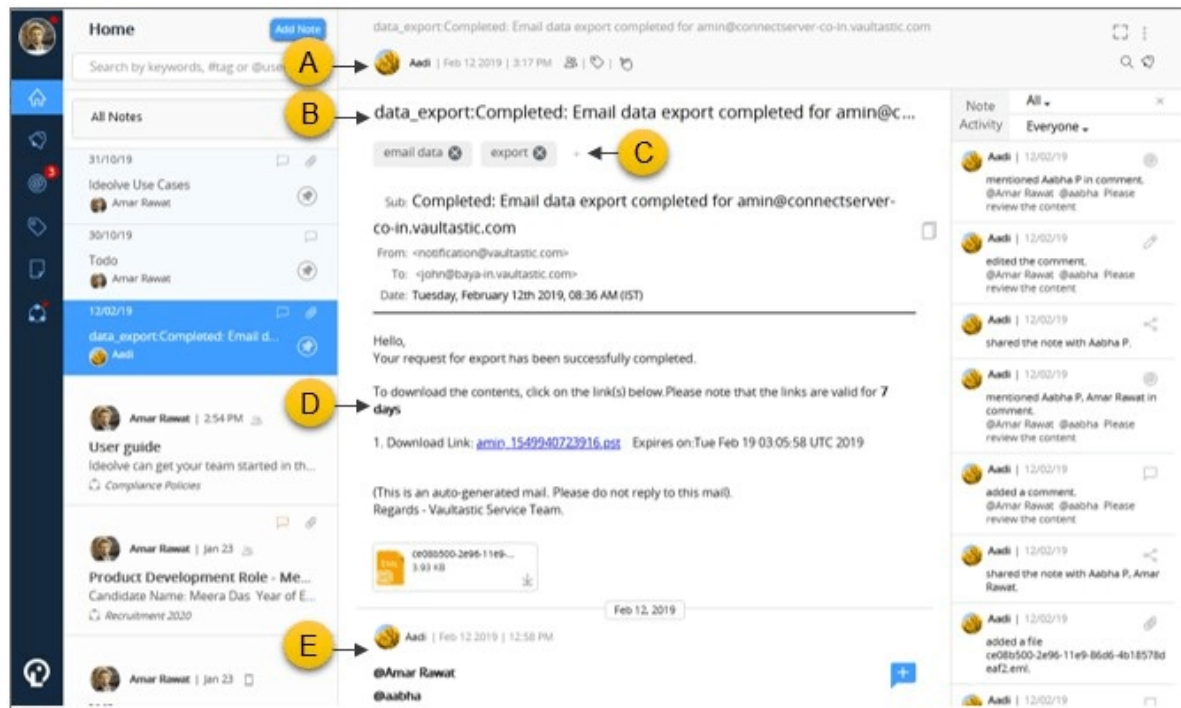 Home
Add Note
Search by keywords, #tag or @use
All Notes
3
31/10/19
Ideolve Use Cases
Amar Rawat
30/10/19
Todo
Amar Rawat
12/02/19
data_export:Completed: Email d...
Aadi
Amar Rawat | 2:54 PM
User guide
Ideolve can get your team started in th...
Compliance Policies
Amar Rawat | Jan 23
Product Development Role - Me...
Candidate Name: Meera Das Year of E...
Recruitment 2020
Amar Rawat | Jan 23
data_export:Completed: Email data export completed for amin@connectserver-co-in.vaultastic.com
A
Aadi | Feb 12 2019 | 3:17 PM
B
data_export:Completed: Email data export completed for amin@c...
email data
export
+
C
Sub: Completed: Email data export completed for amin@connectserver-
co-in.vaultastic.com
From: <notification@vaultastic.com>
To: <john@baya-in.vaultastic.com>
Date: Tuesday, February 12th 2019, 08:36 AM (IST)
Hello,
Your request for export has been successfully completed.
To download the contents, click on the link(s) below.Please note that the links are valid for 7
D
days
1. Download Link: amin_1549940723916.pst Expires on:Tue Feb 19 03:05:58 UTC 2019
(This is an auto-generated mail. Please do not reply to this mail).
Regards - Vaultastic Service Team.
EML
ce08b500-2e96-11e9-...
3.93 KB
Feb 12, 2019
E
Aadi | Feb 12 2019 | 12:58 PM
@Amar Rawat
@aabha
Note
Activity
All
Everyone
Aadi | 12/02/19
mentioned Aabha P in comment.
@Amar Rawat @aabha Please
review the content
Aadi | 12/02/19
edited the comment.
@Amar Rawat @aabha Please
review the content
Aadi | 12/02/19
shared the note with Aabha P.
Aadi | 12/02/19
mentioned Aabha P, Amar Rawat in
comment.
@Amar Rawat @aabha Please
review the content
Aadi | 12/02/19
added a comment.
@Amar Rawat @aabha Please
review the content
Aadi | 12/02/19
shared the note with Aabha P, Amar
Rawat.
Aadi | 12/02/19
added a file
ce08b500-2e96-11e9-86d6-4b18578d
eaf2.eml.
Aadi | 12/02/19